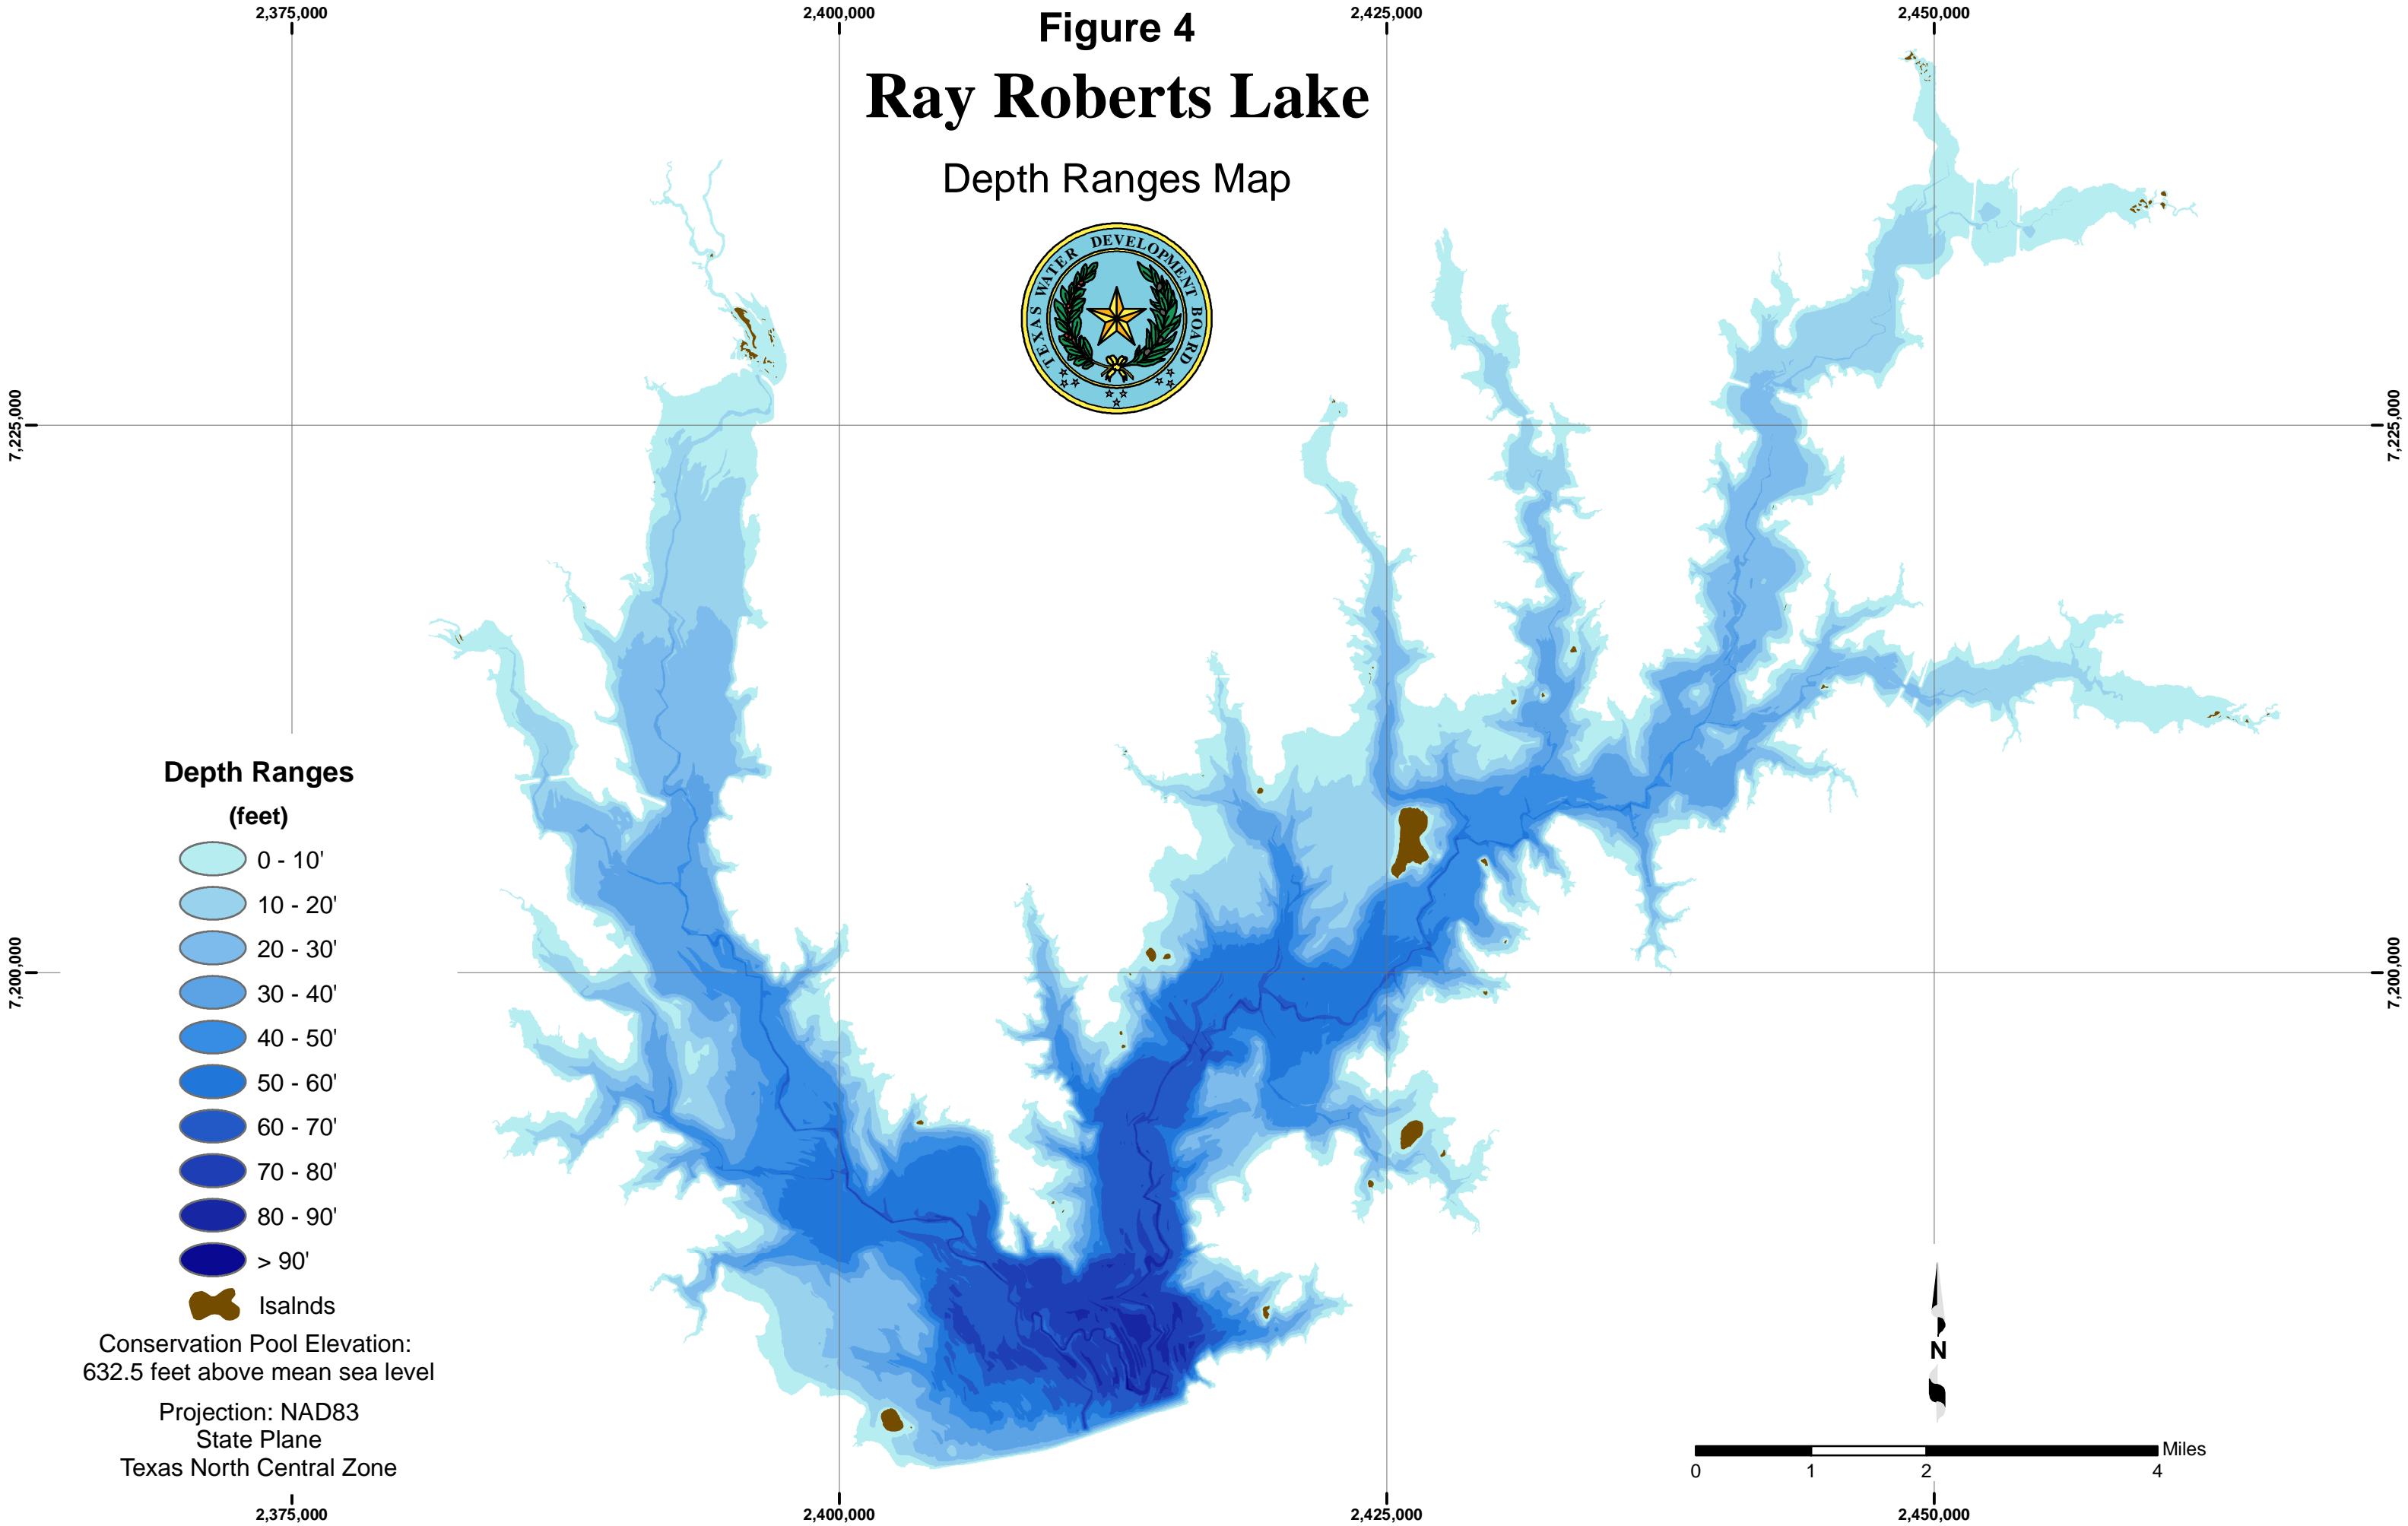 2,375,000
2,400,000
2,425,000
2,450,000
Figure 4
Ray Roberts Lake
Depth Ranges Map
TEXAS WATER DEVELOPMENT BOARD
7,225,000
7,225,000
7,200,000
7,200,000
Depth Ranges
(feet)
0 - 10'
10 - 20'
20 - 30'
30 - 40'
40 - 50'
50 - 60'
60 - 70'
70 - 80'
80 - 90'
> 90'
Isalnds
Conservation Pool Elevation:
632.5 feet above mean sea level
Projection: NAD83
State Plane
Texas North Central Zone
N
Miles
0 1 2 4
2,375,000
2,400,000
2,425,000
2,450,000